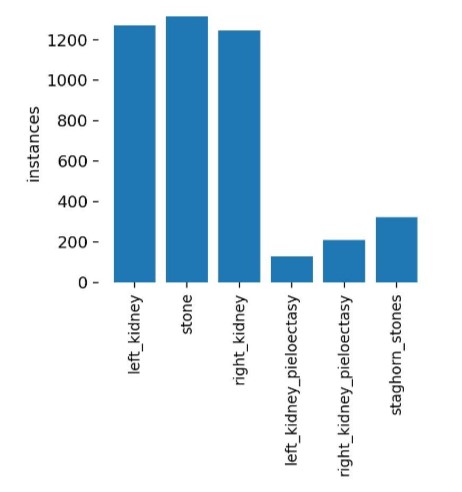 instances
1200
1000
800
600
400
200
0
left_kidney
stone
right_kidney
left_kidney_pieloectasy
right_kidney_pieloectasy
staghorn_stones